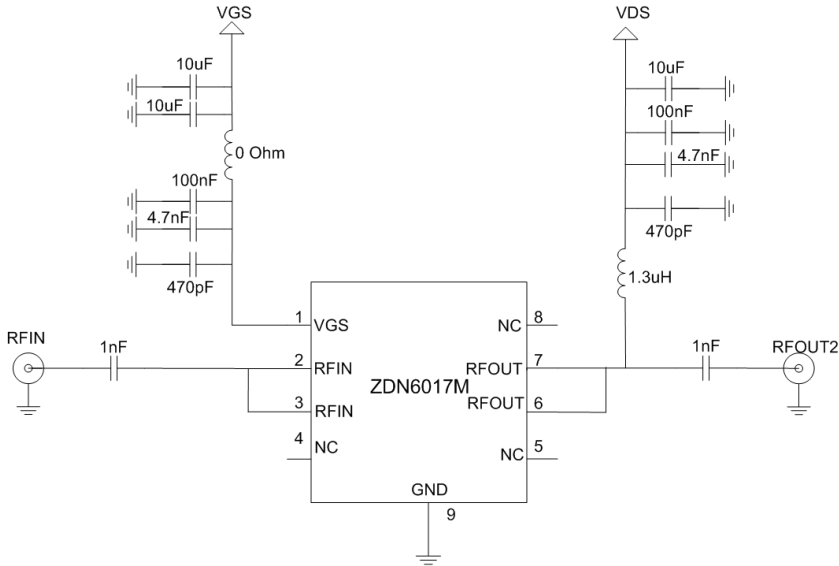 VGS
VDS
10uF
10uF
0 Ohm
100nF
4.7nF
470pF
10uF
100nF
4.7nF
470pF
1.3uH
RFIN
1nF
1
VGS
2
RFIN
3
RFIN
4
NC
ZDN6017M
NC
8
RFOUT
7
RFOUT
6
NC
5
GND
9
1nF
RFOUT2